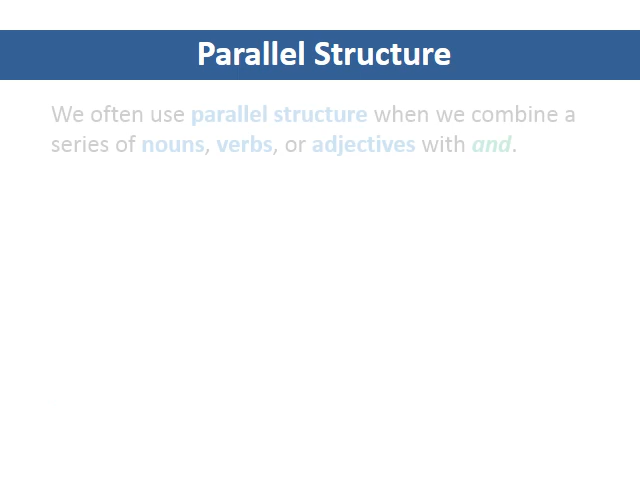 Parallel Structure
We often use parallel structure when we combine a
series of nouns, verbs, or adjectives with and.